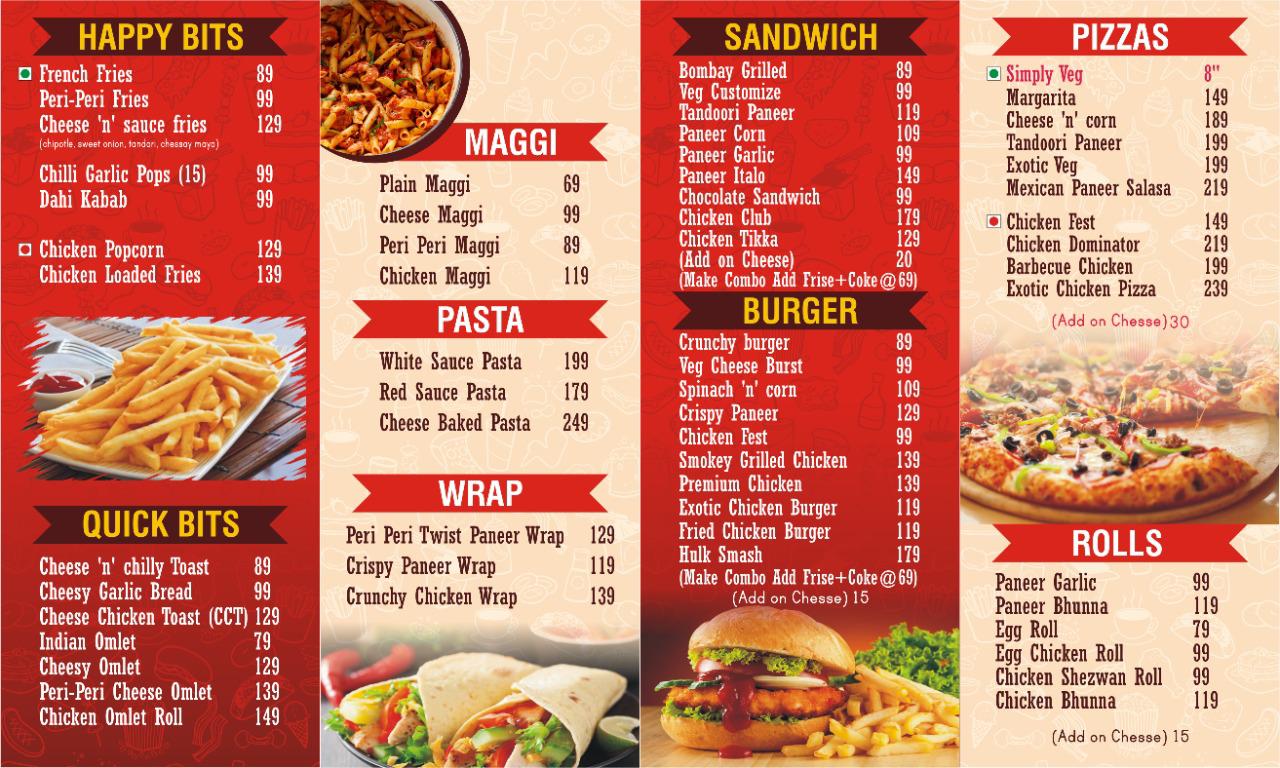 HAPPY BITS
French Fries 89
Peri-Peri Fries 99
Cheese 'n' sauce fries 129
(chipotle, sweet onion, tandari, chessay mayo)
Chilli Garlic Pops (15) 99
Dahi Kabab 99
Chicken Popcorn 129
Chicken Loaded Fries 139
QUICK BITS
Cheese 'n' chilly Toast 89
Cheesy Garlic Bread 99
Cheese Chicken Toast (CCT) 129
Indian Omlet 79
Cheesy Omlet 129
Peri-Peri Cheese Omlet 139
Chicken Omlet Roll 149
MAGGI
Plain Maggi 69
Cheese Maggi 99
Peri Peri Maggi 89
Chicken Maggi 119
PASTA
White Sauce Pasta 199
Red Sauce Pasta 179
Cheese Baked Pasta 249
WRAP
Peri Peri Twist Paneer Wrap 129
Crispy Paneer Wrap 119
Crunchy Chicken Wrap 139
SANDWICH
Bombay Grilled 89
Veg Customize 99
Tandoori Paneer 119
Paneer Corn 109
Paneer Garlic 99
Paneer Italo 149
Chocolate Sandwich 99
Chicken Club 179
Chicken Tikka 129
(Add on Cheese) 20
(Make Combo Add Frise+Coke@69)
BURGER
Crunchy burger 89
Veg Cheese Burst 99
Spinach 'n' corn 109
Crispy Paneer 129
Chicken Fest 99
Smokey Grilled Chicken 139
Premium Chicken 139
Exotic Chicken Burger 119
Fried Chicken Burger 119
Hulk Smash 179
(Make Combo Add Frise+Coke@69)
(Add on Chesse) 15
PIZZAS
Simply Veg 8"
Margarita 149
Cheese 'n' corn 189
Tandoori Paneer 199
Exotic Veg 199
Mexican Paneer Salasa 219
Chicken Fest 149
Chicken Dominator 219
Barbecue Chicken 199
Exotic Chicken Pizza 239
(Add on Chesse) 30
ROLLS
Paneer Garlic 99
Paneer Bhunna 119
Egg Roll 79
Egg Chicken Roll 99
Chicken Shezwan Roll 99
Chicken Bhunna 119
(Add on Chesse) 15